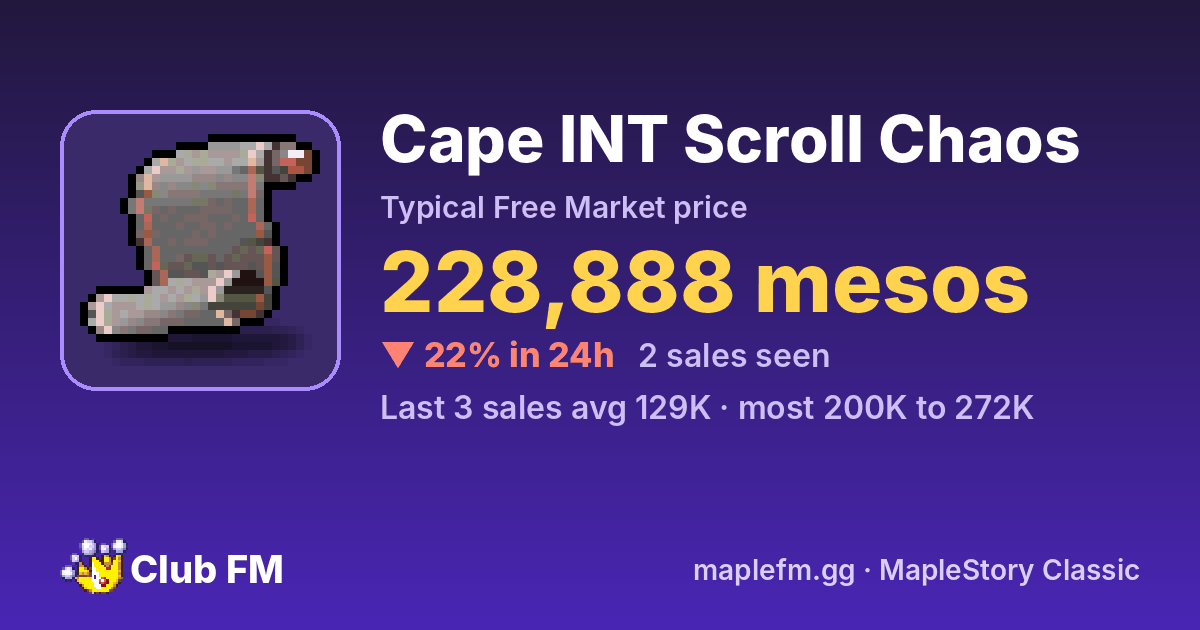 Cape INT Scroll Chaos
Typical Free Market price
228,888 mesos
▼ 22% in 24h 2 sales seen
Last 3 sales avg 129K · most 200K to 272K
Club FM
maplefm.gg · MapleStory Classic